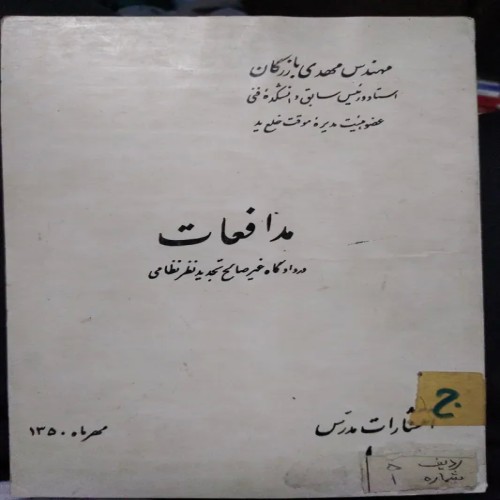 مهندس مهدی بازرگان
استاد و رئیس سابق دانشکدهٔ فنی
عضو هیئت مدیرهٔ موقت خلع ید
مدافعات
در دادگاه غیر صالح تجدید نظر نظامی
ج
انتشارات مدرس
مهرماه ۱۳۵۰
ردیف
شماره